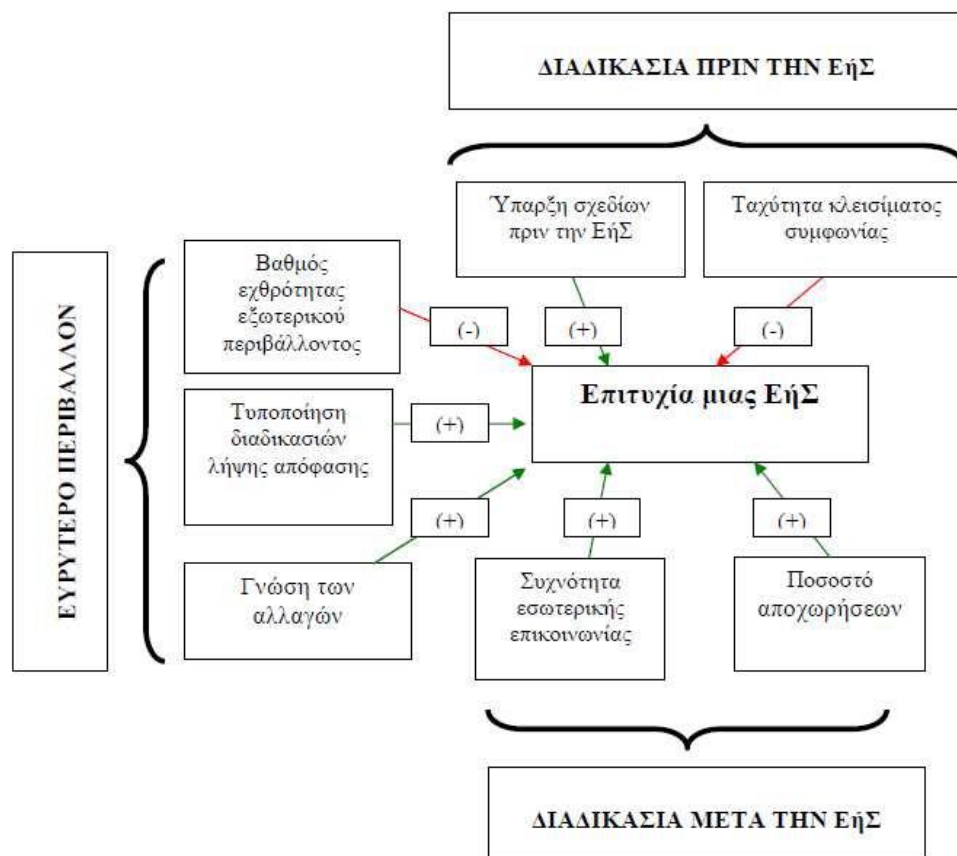 ΔΙΑΔΙΚΑΣΙΑ ΠΡΙΝ ΤΗΝ ΕήΣ
Ύπαρξη σχεδίων
πριν την ΕήΣ
Ταχύτητα κλεισίματος
συμφωνίας
ΕΥΡΥΤΕΡΟ ΠΕΡΙΒΑΛΛΟΝ
Βαθμός
εχθρότητας
εξωτερικού
περιβάλλοντος
(-)
(+)
(-)
Επιτυχία μιας ΕήΣ
Τυποποίηση
διαδικασιών
λήψης απόφασης
(+)
(+)
(+)
(+)
Γνώση των
αλλαγών
Συχνότητα
εσωτερικής
επικοινωνίας
Ποσοστό
αποχωρήσεων
ΔΙΑΔΙΚΑΣΙΑ ΜΕΤΑ ΤΗΝ ΕήΣ